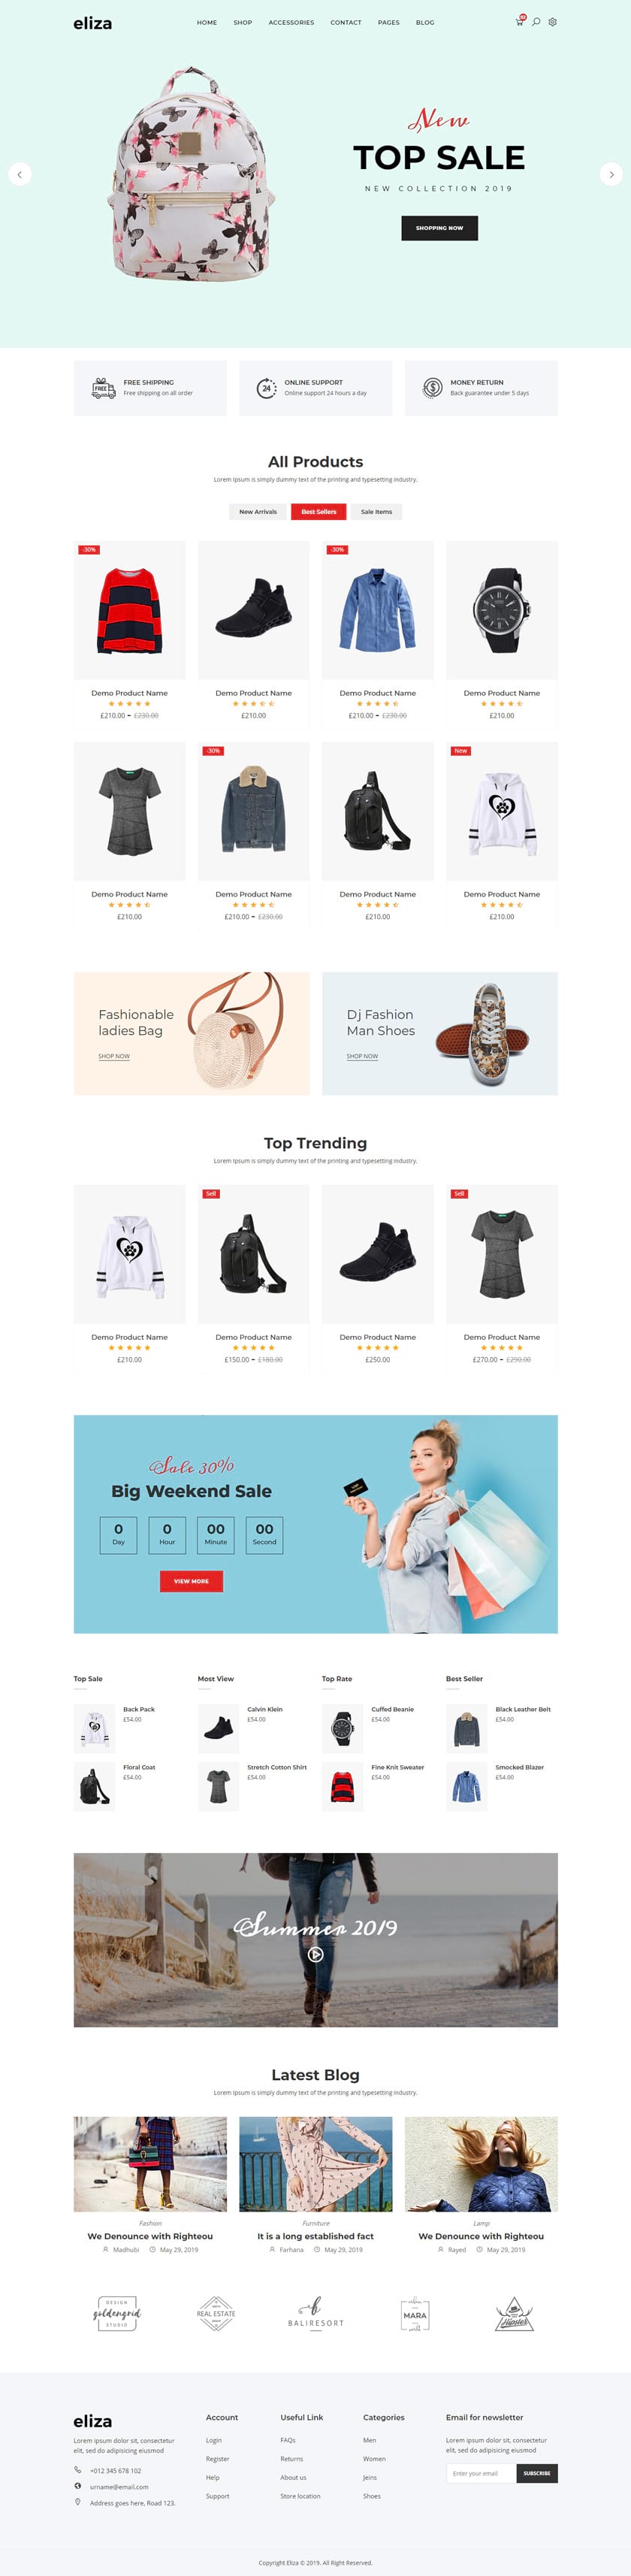 eliza
HOME SHOP ACCESSORIES CONTACT PAGES BLOG
New
TOP SALE
NEW COLLECTION 2019
SHOPPING NOW
FREE
FREE SHIPPING
Free shipping on all order
24
ONLINE SUPPORT
Online support 24 hours a day
$
MONEY RETURN
Back guarantee under 5 days
All Products
Lorem Ipsum is simply dummy text of the printing and typesetting industry.
New Arrivals Best Sellers Sale Items
-30% -30%
Demo Product Name Demo Product Name Demo Product Name Demo Product Name
£210.00 - £230.00 £210.00 £210.00 - £230.00 £210.00
-30% New
Demo Product Name Demo Product Name Demo Product Name Demo Product Name
£210.00 £210.00 - £230.00 £210.00 £210.00
Fashionable
ladies Bag
SHOP NOW
Dj Fashion
Man Shoes
SHOP NOW
Top Trending
Lorem Ipsum is simply dummy text of the printing and typesetting industry.
Sell Sell
Demo Product Name Demo Product Name Demo Product Name Demo Product Name
£210.00 £150.00 - £180.00 £250.00 £270.00 - £290.00
Sale 30%
Big Weekend Sale
0 0 00 00
Day Hour Minute Second
VIEW MORE
Top Sale
Back Pack
£54.00
Floral Coat
£54.00
Most View
Calvin Klein
£54.00
Stretch Cotton Shirt
£54.00
Top Rate
Cuffed Beanie
£54.00
Fine Knit Sweater
£54.00
Best Seller
Black Leather Belt
£54.00
Smocked Blazer
£54.00
Summer 2019
Latest Blog
Lorem Ipsum is simply dummy text of the printing and typesetting industry.
Fashion
We Denounce with Righteou
Madhubi May 29, 2019
Furniture
It is a long established fact
Farhana May 29, 2019
Lamp
We Denounce with Righteou
Rayed May 29, 2019
DESIGN
goldengrid
STUDIO
REAL ESTATE
BALIRESORT
MARA
world
Hipster
eliza
Lorem ipsum dolor sit, consectetur
elit, sed do adipisicing eiusmod
+012 345 678 102
urname@email.com
Address goes here, Road 123.
Account
Login
Register
Help
Support
Useful Link
FAQs
Returns
About us
Store location
Categories
Men
Women
Jeins
Shoes
Email for newsletter
Lorem ipsum dolor sit, consectetur
elit, sed do adipisicing eiusmod
Enter your email SUBSCRIBE
Copyright Eliza © 2019. All Right Reserved.